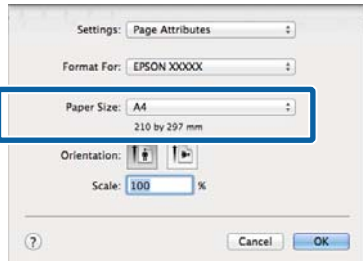 Settings: Page Attributes
Format For: EPSON XXXXX
Paper Size: A4
210 by 297 mm
Orientation:
Scale: 100 %
? Cancel OK